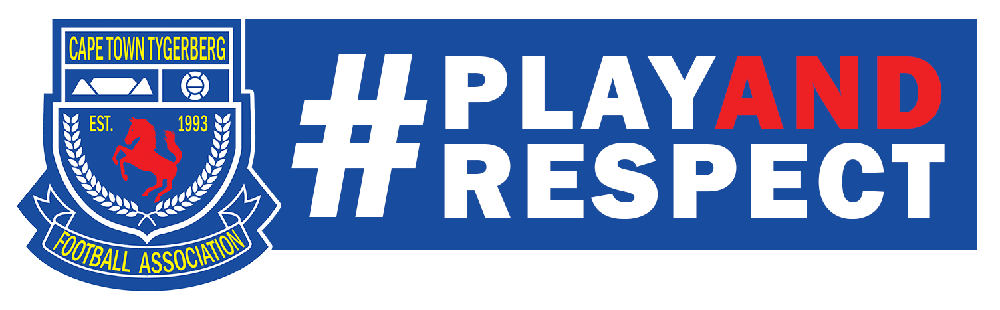 CAPE TOWN TYGERBERG
EST. 1993
FOOTBALL ASSOCIATION
#PLAYAND
RESPECT